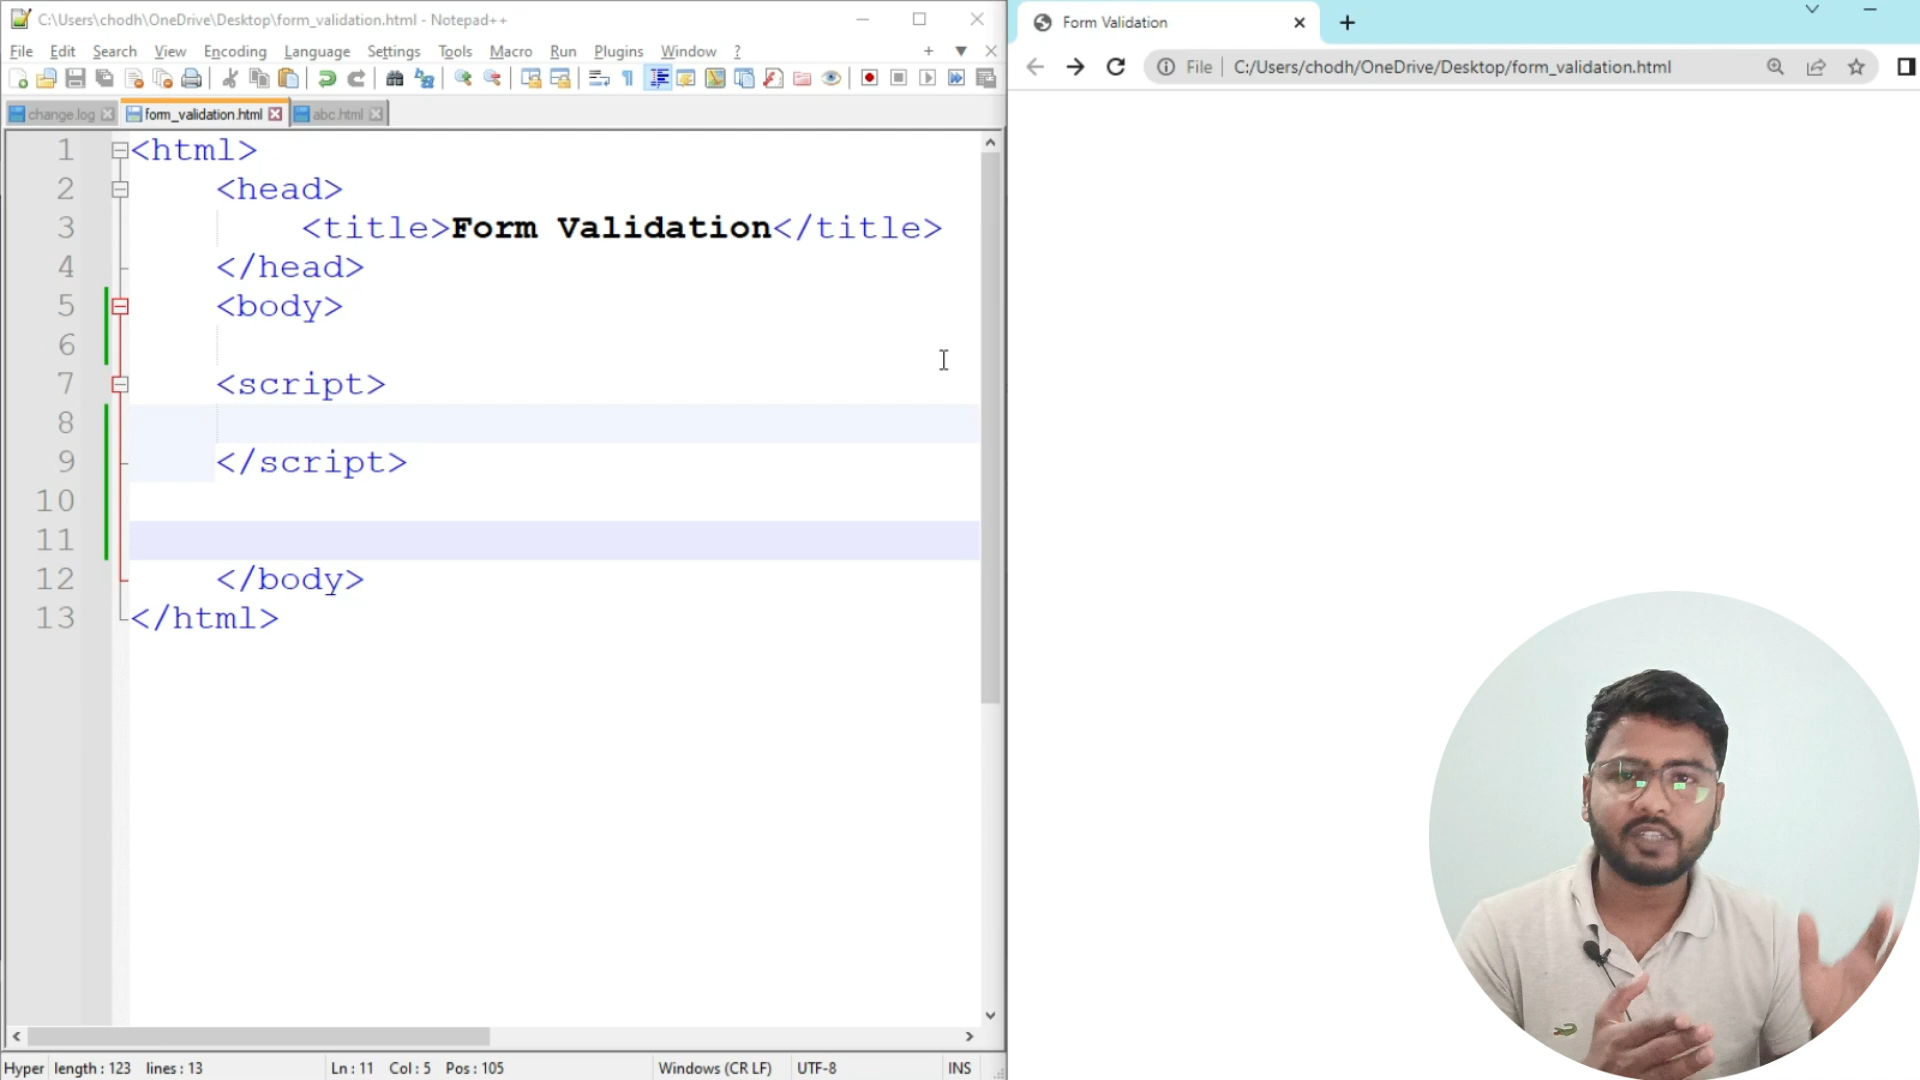 C:\Users\chodh\OneDrive\Desktop\form_validation.html - Notepad++
File Edit Search View Encoding Language Settings Tools Macro Run Plugins Window ?
change.log form_validation.html abc.html
1 <html>
2 <head>
3 <title>Form Validation</title>
4 </head>
5 <body>
6
7 <script>
8
9 </script>
10
11
12 </body>
13 </html>
Hyper length : 123 lines : 13 Ln : 11 Col : 5 Pos : 105 Windows (CR LF) UTF-8 INS
Form Validation
File C:/Users/chodh/OneDrive/Desktop/form_validation.html